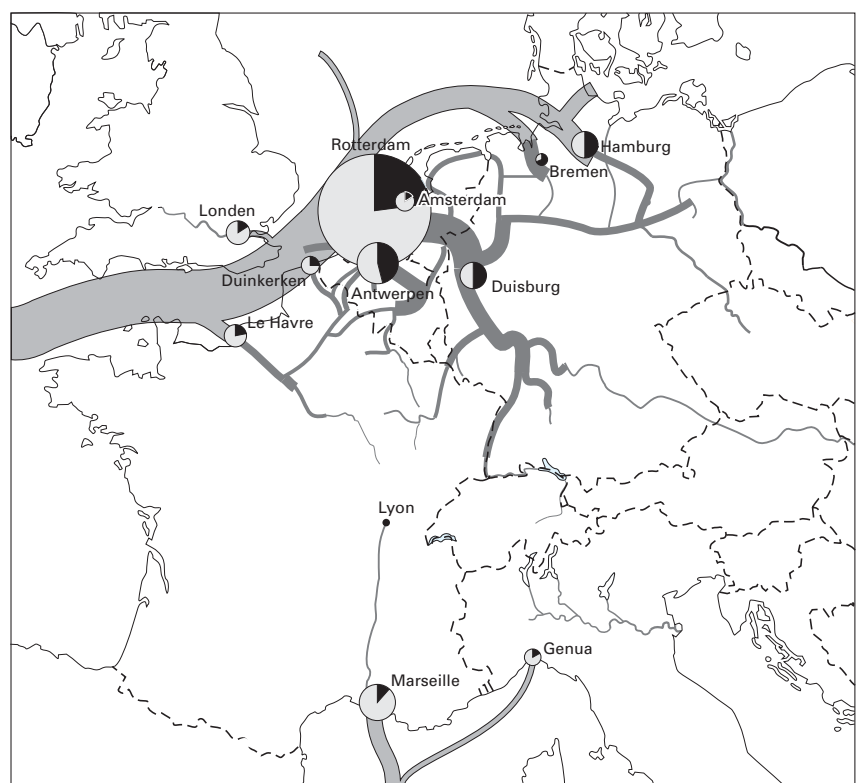 Rotterdam
Hamburg
Bremen
Amsterdam
Londen
Duinkerken
Antwerpen
Duisburg
Le Havre
Lyon
Genua
Marseille